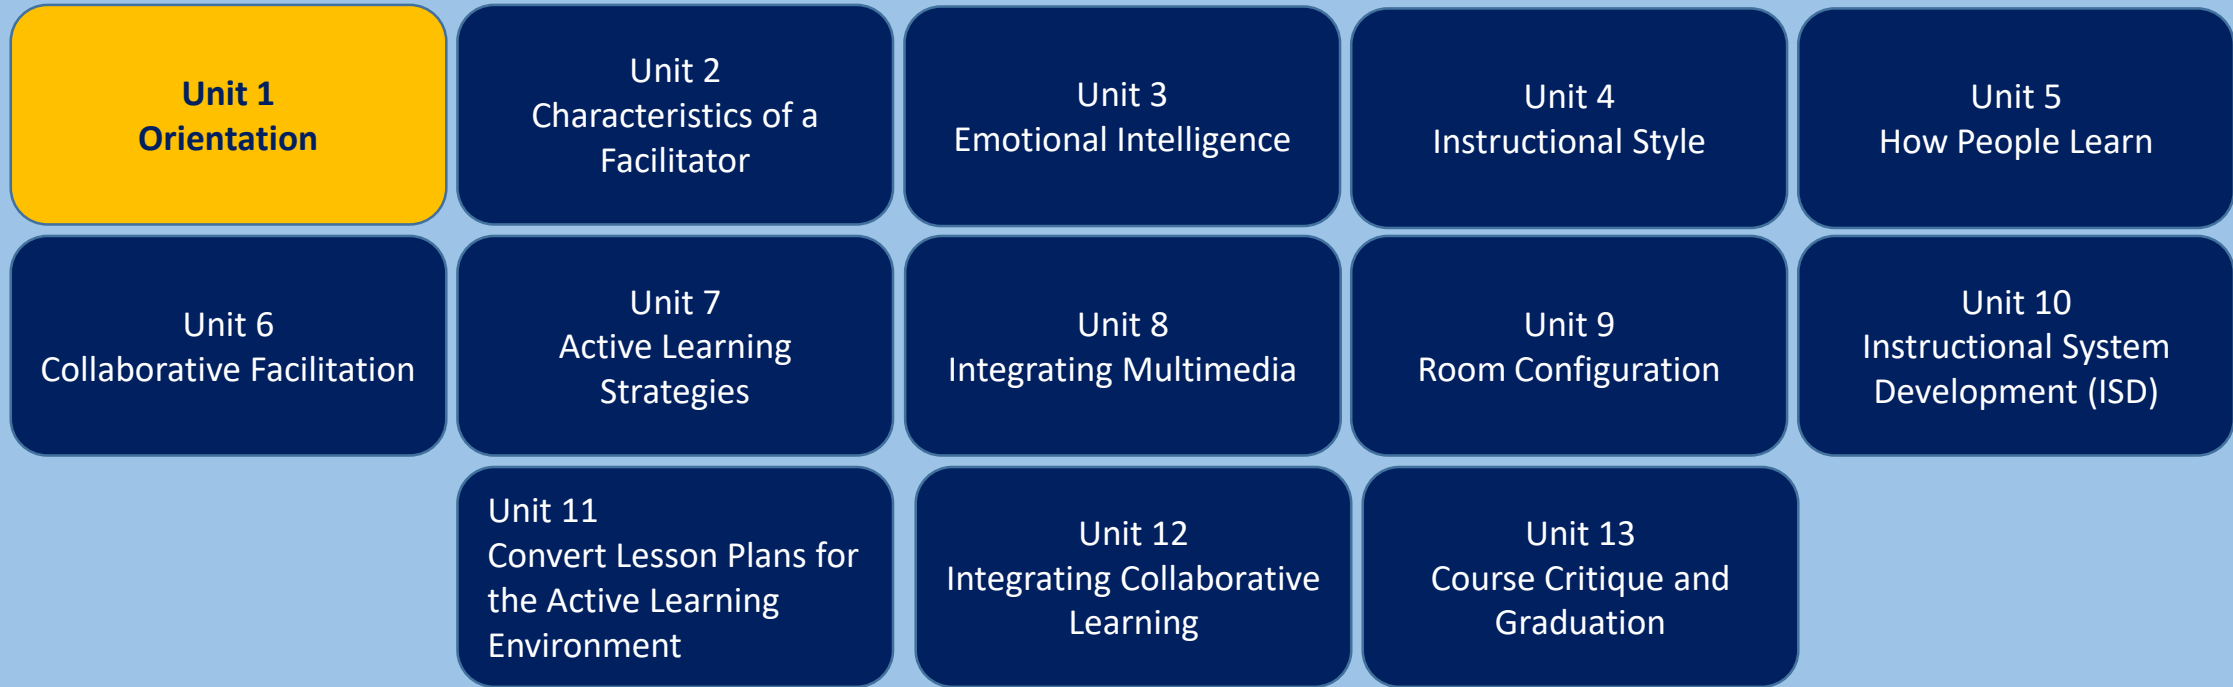 Unit 1
Orientation
Unit 2
Characteristics of a
Facilitator
Unit 3
Emotional Intelligence
Unit 4
Instructional Style
Unit 5
How People Learn
Unit 6
Collaborative Facilitation
Unit 7
Active Learning
Strategies
Unit 8
Integrating Multimedia
Unit 9
Room Configuration
Unit 10
Instructional System
Development (ISD)
Unit 11
Convert Lesson Plans for
the Active Learning
Environment
Unit 12
Integrating Collaborative
Learning
Unit 13
Course Critique and
Graduation